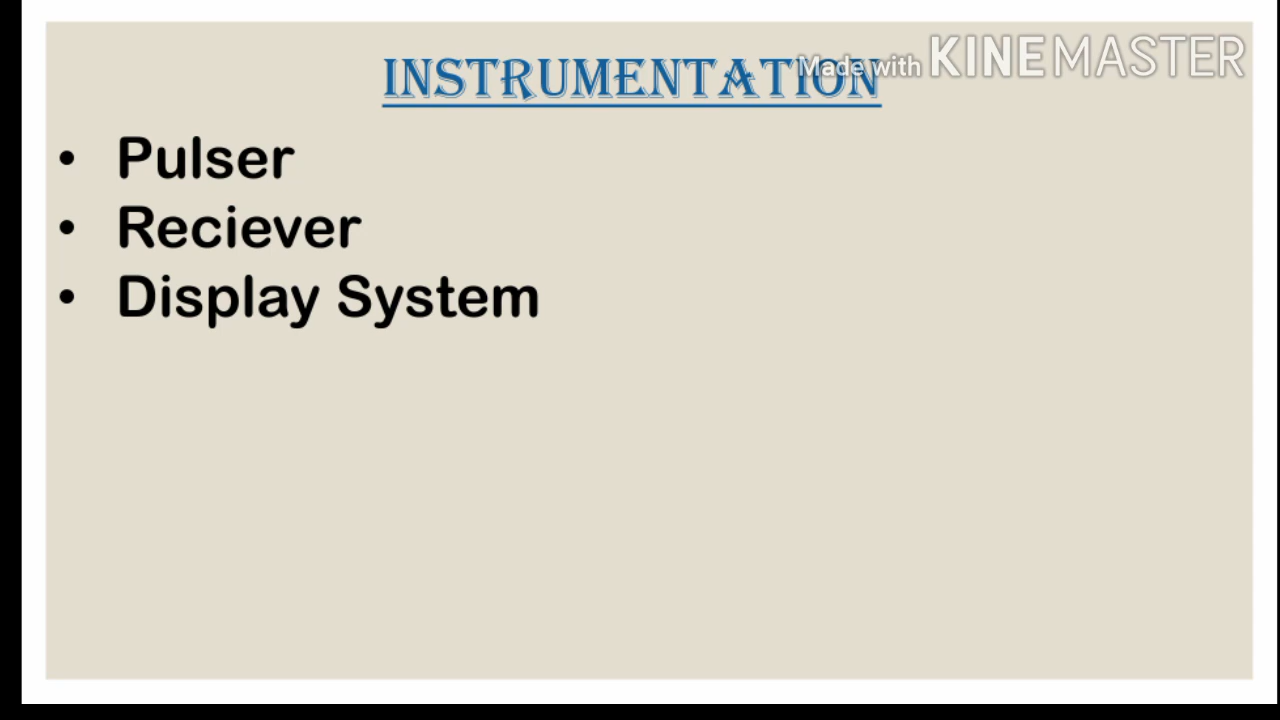 INSTRUMENTATION
Made with KINEMASTER
• Pulser
• Reciever
• Display System